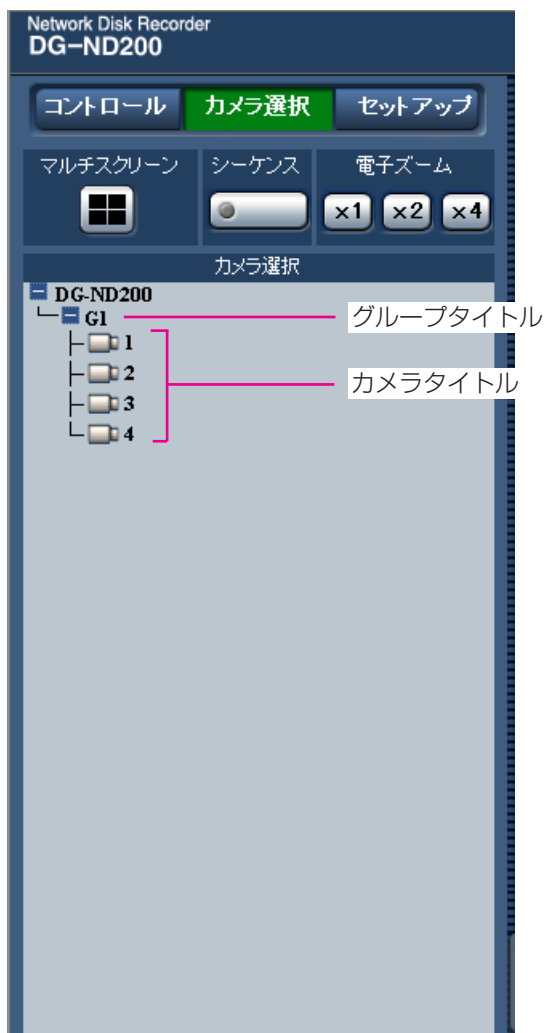 Network Disk Recorder
DG-ND200
コントロール カメラ選択 セットアップ
マルチスクリーン シーケンス 電子ズーム
x1 x2 x4
カメラ選択
DG-ND200
G1 グループタイトル
1
2 カメラタイトル
3
4